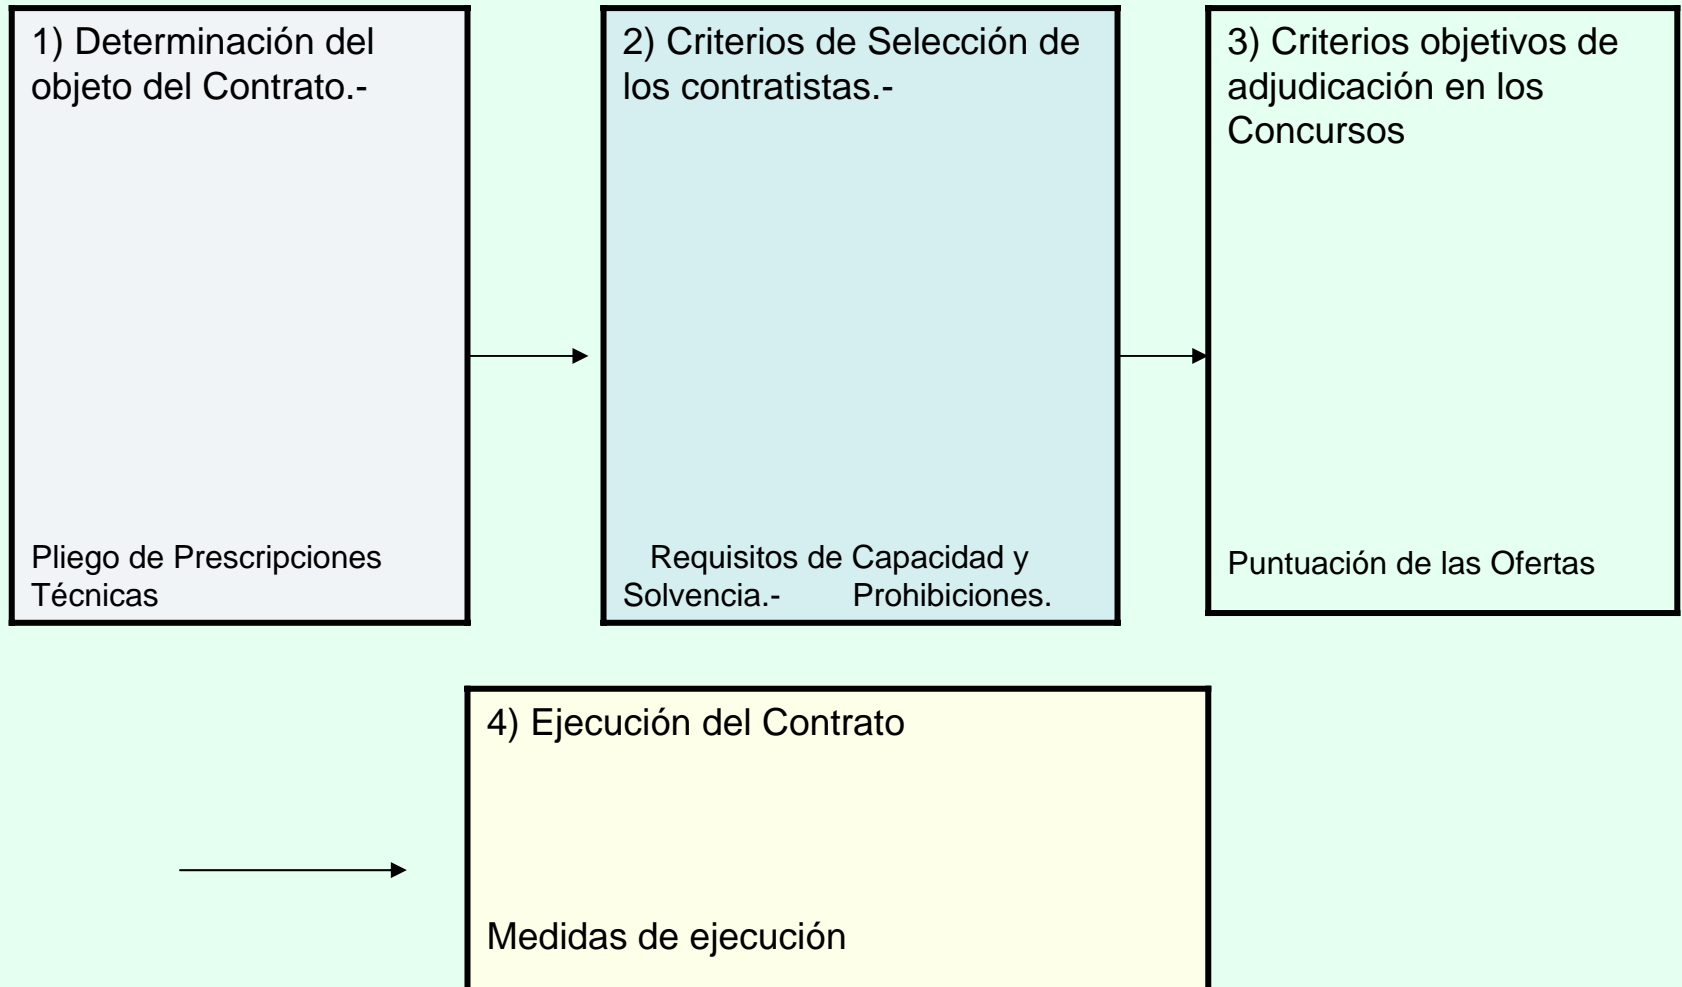 1) Determinación del
objeto del Contrato.-
Pliego de Prescripciones
Técnicas
2) Criterios de Selección de
los contratistas.-
Requisitos de Capacidad y
Solvencia.- Prohibiciones.
3) Criterios objetivos de
adjudicación en los
Concursos
Puntuación de las Ofertas
4) Ejecución del Contrato
Medidas de ejecución